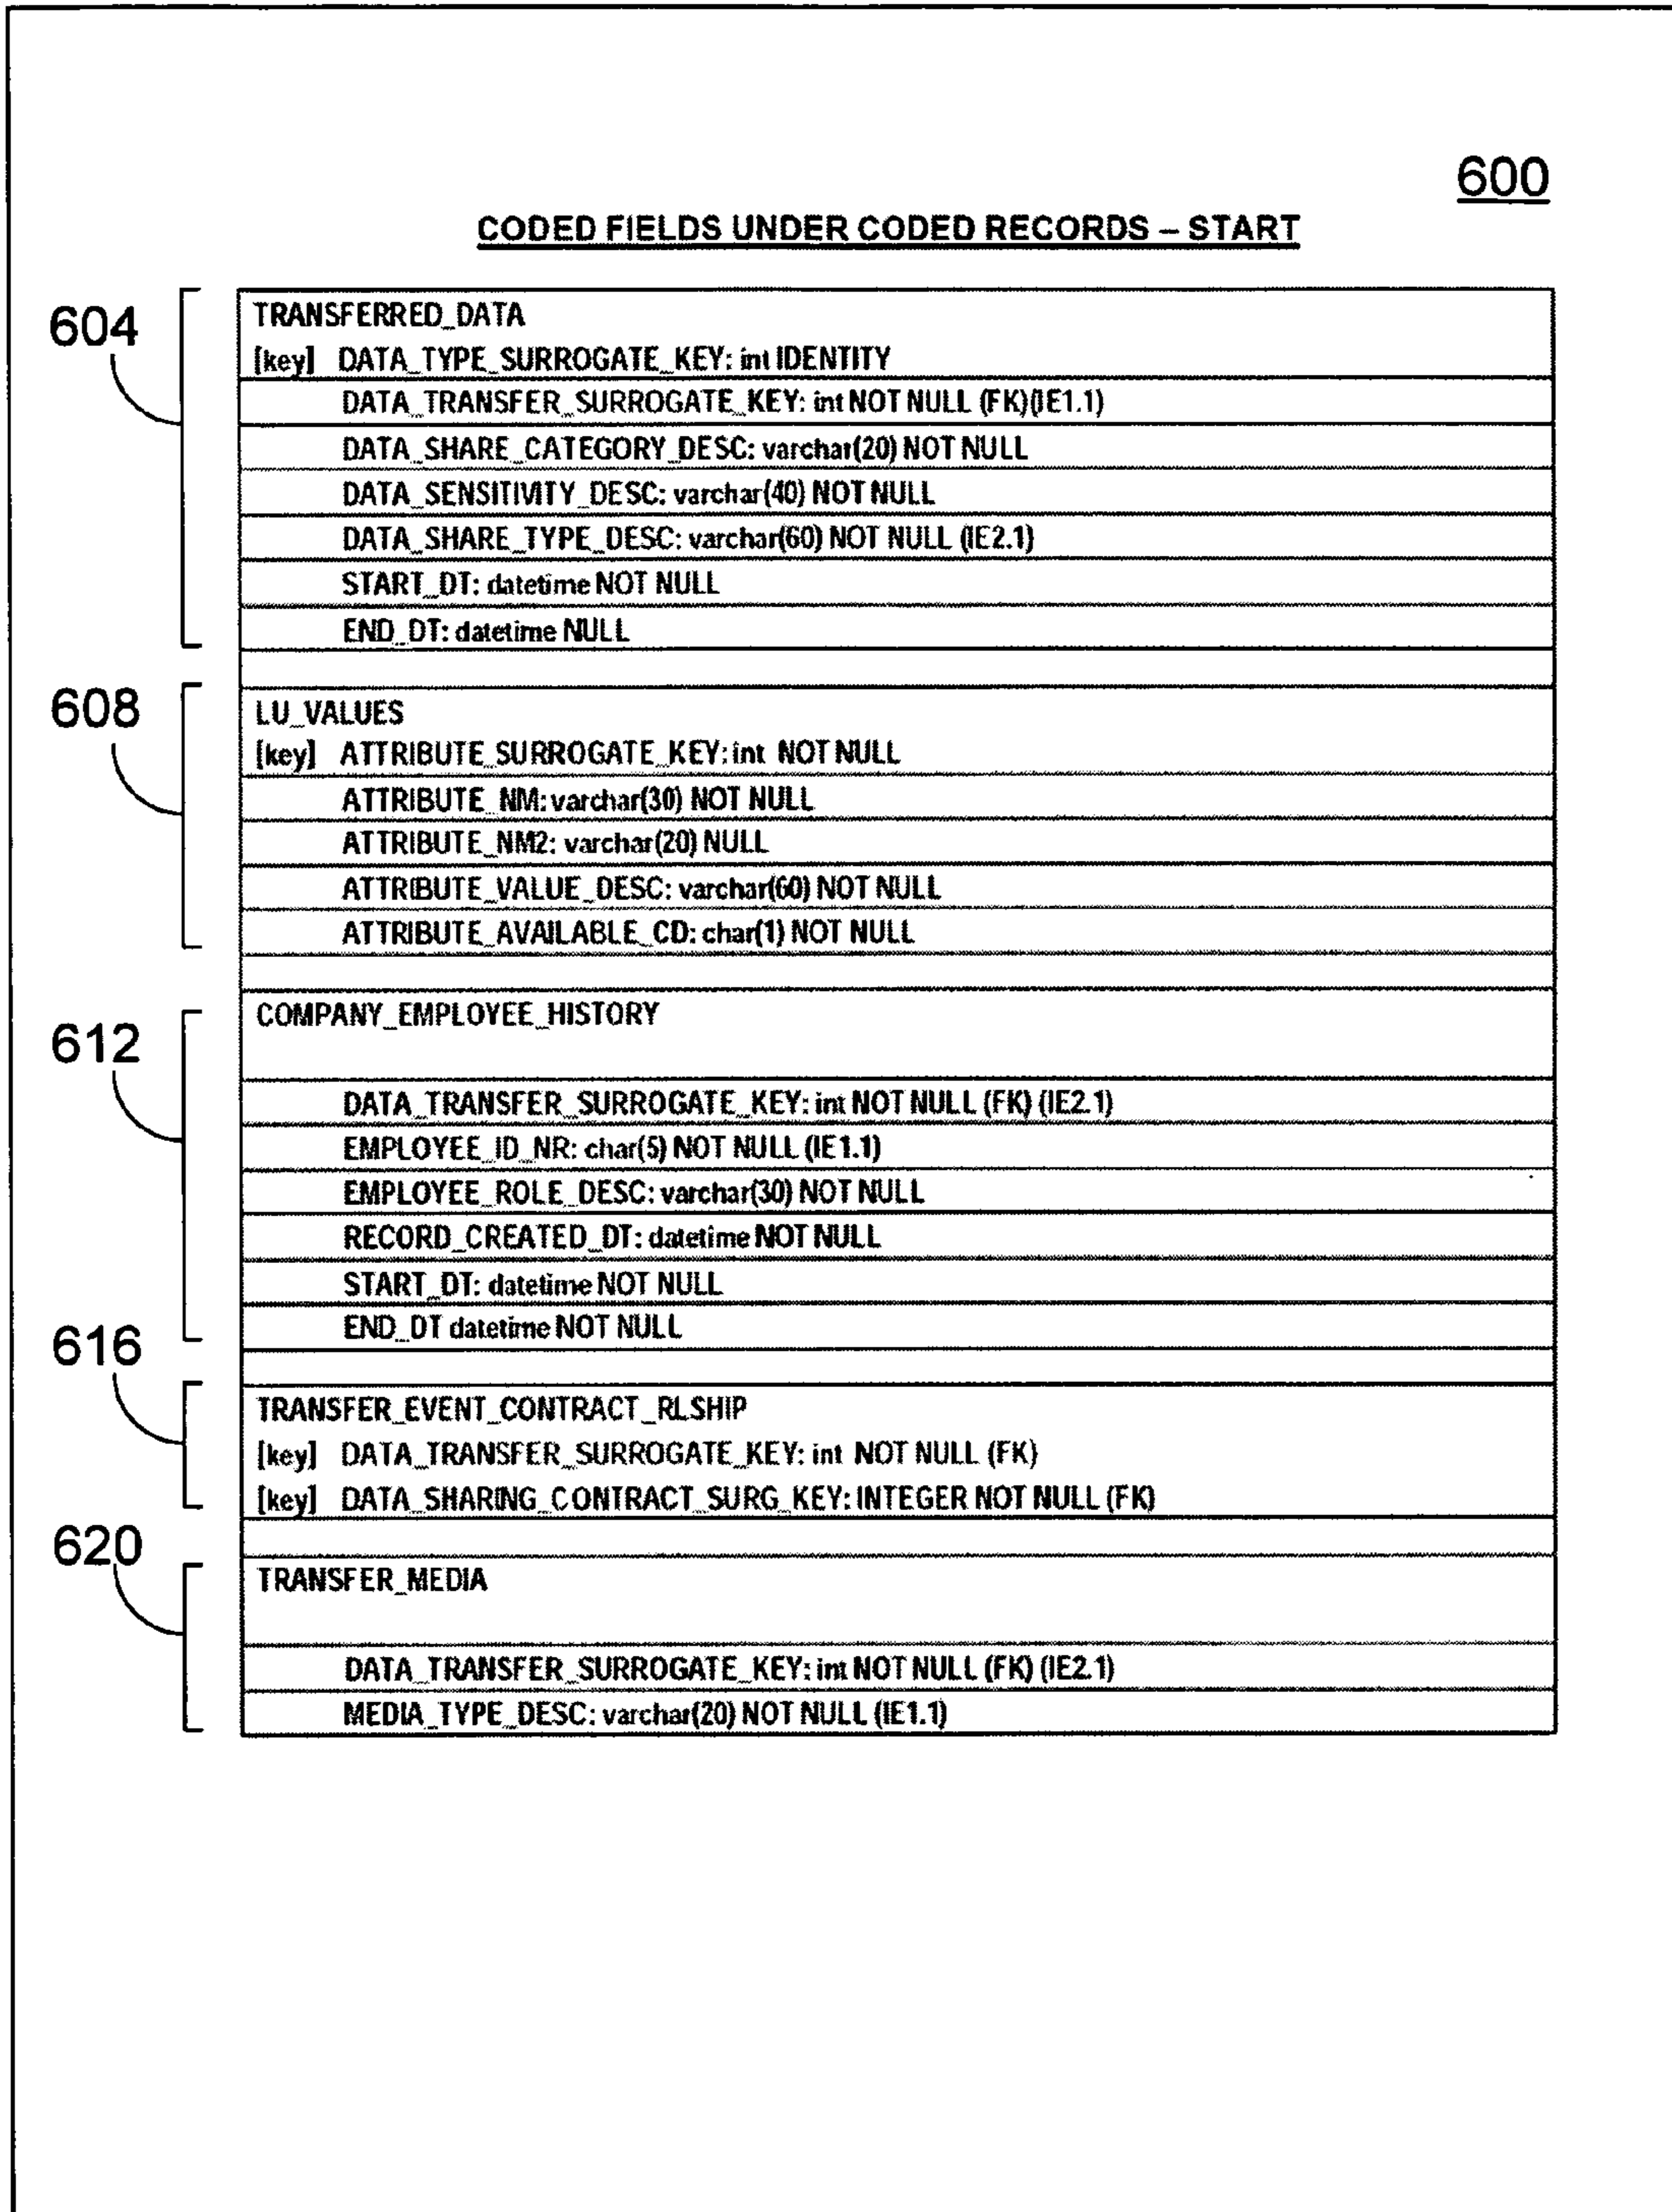 600
CODED FIELDS UNDER CODED RECORDS – START
604
TRANSFERRED_DATA
[key] DATA_TYPE_SURROGATE_KEY: int IDENTITY
DATA_TRANSFER_SURROGATE_KEY: int NOT NULL (FK)(IE1.1)
DATA_SHARE_CATEGORY_DESC: varchar(20) NOT NULL
DATA_SENSITIVITY_DESC: varchar(40) NOT NULL
DATA_SHARE_TYPE_DESC: varchar(60) NOT NULL (IE2.1)
START_DT: datetime NOT NULL
END_DT: datetime NULL
608
LU_VALUES
[key] ATTRIBUTE_SURROGATE_KEY: int NOT NULL
ATTRIBUTE_NM: varchar(30) NOT NULL
ATTRIBUTE_NM2: varchar(20) NULL
ATTRIBUTE_VALUE_DESC: varchar(60) NOT NULL
ATTRIBUTE_AVAILABLE_CD: char(1) NOT NULL
612
COMPANY_EMPLOYEE_HISTORY
DATA_TRANSFER_SURROGATE_KEY: int NOT NULL (FK) (IE2.1)
EMPLOYEE_ID_NR: char(5) NOT NULL (IE1.1)
EMPLOYEE_ROLE_DESC: varchar(30) NOT NULL
RECORD_CREATED_DT: datetime NOT NULL
START_DT: datetime NOT NULL
END_DT datetime NOT NULL
616
TRANSFER_EVENT_CONTRACT_RLSHIP
[key] DATA_TRANSFER_SURROGATE_KEY: int NOT NULL (FK)
[key] DATA_SHARING_CONTRACT_SURG_KEY: INTEGER NOT NULL (FK)
620
TRANSFER_MEDIA
DATA_TRANSFER_SURROGATE_KEY: int NOT NULL (FK) (IE2.1)
MEDIA_TYPE_DESC: varchar(20) NOT NULL (IE1.1)